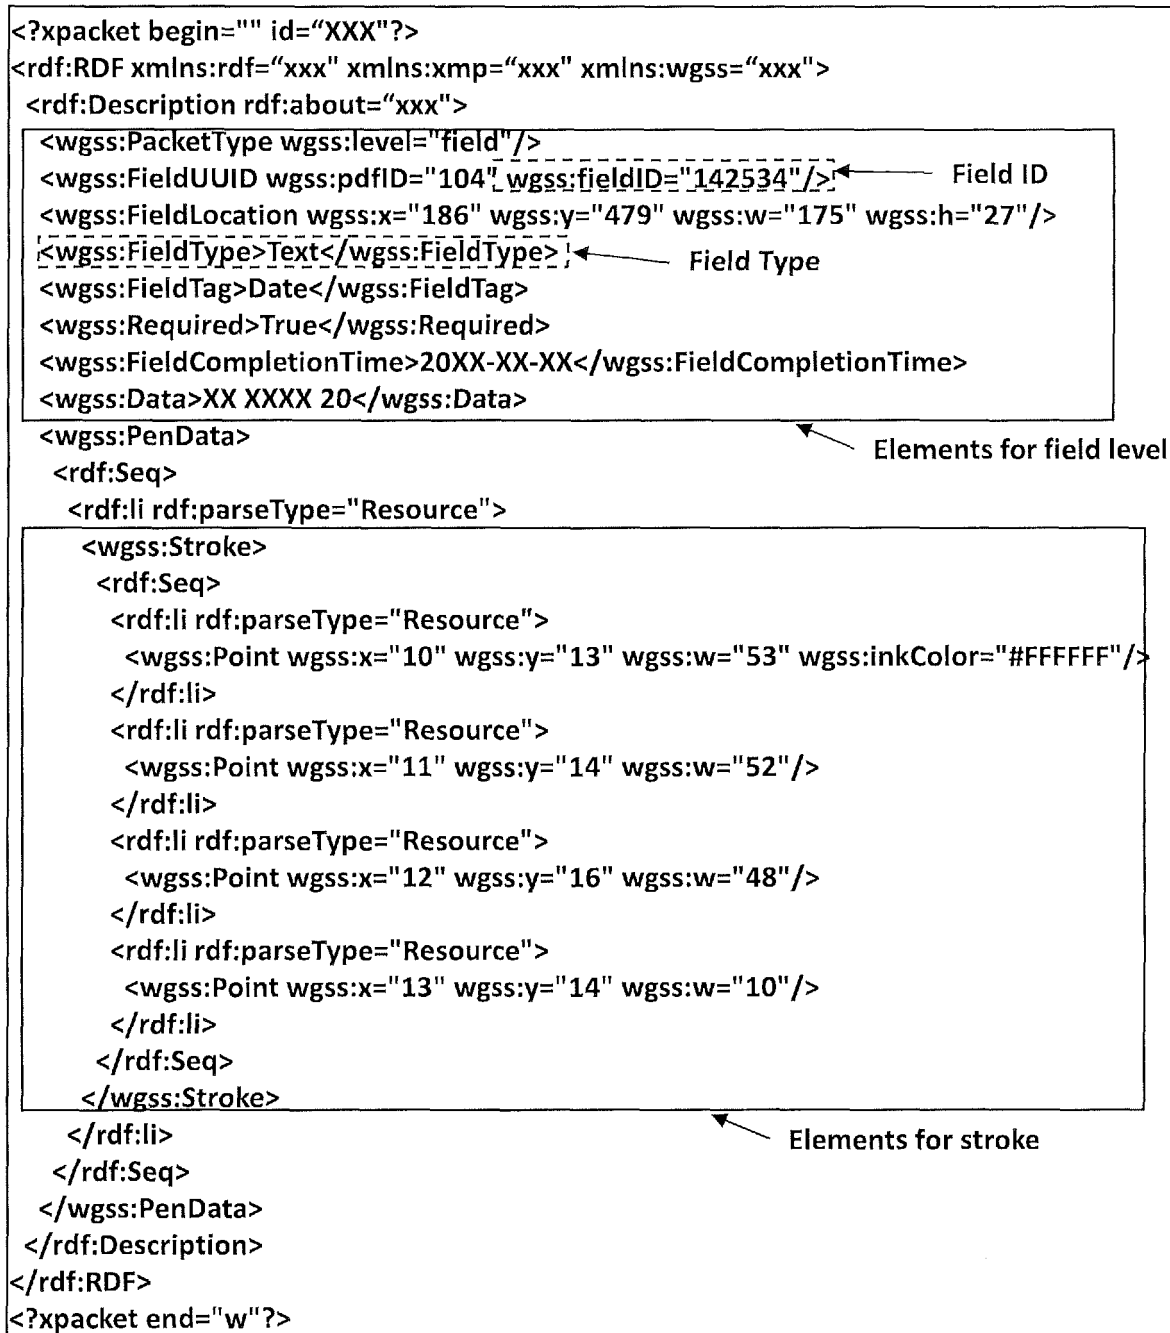 <?xpacket begin="" id=“XXX"?>
<rdf:RDF xmlns:rdf=“xxx" xmlns:xmp=“xxx" xmlns:wgss=“xxx">
<rdf:Description rdf:about=“xxx">
<wgss:PacketType wgss:level="field"/>
<wgss:FieldUUID wgss:pdfID="104" wgss:fieldID="142534"/> Field ID
<wgss:FieldLocation wgss:x="186" wgss:y="479" wgss:w="175" wgss:h="27"/>
<wgss:FieldType>Text</wgss:FieldType> Field Type
<wgss:FieldTag>Date</wgss:FieldTag>
<wgss:Required>True</wgss:Required>
<wgss:FieldCompletionTime>20XX-XX-XX</wgss:FieldCompletionTime>
<wgss:Data>XX XXXX 20</wgss:Data>
<wgss:PenData> Elements for field level
<rdf:Seq>
<rdf:li rdf:parseType="Resource">
<wgss:Stroke>
<rdf:Seq>
<rdf:li rdf:parseType="Resource">
<wgss:Point wgss:x="10" wgss:y="13" wgss:w="53" wgss:inkColor="#FFFFFF"/>
</rdf:li>
<rdf:li rdf:parseType="Resource">
<wgss:Point wgss:x="11" wgss:y="14" wgss:w="52"/>
</rdf:li>
<rdf:li rdf:parseType="Resource">
<wgss:Point wgss:x="12" wgss:y="16" wgss:w="48"/>
</rdf:li>
<rdf:li rdf:parseType="Resource">
<wgss:Point wgss:x="13" wgss:y="14" wgss:w="10"/>
</rdf:li>
</rdf:Seq>
</wgss:Stroke>
</rdf:li> Elements for stroke
</rdf:Seq>
</wgss:PenData>
</rdf:Description>
</rdf:RDF>
<?xpacket end="w"?>